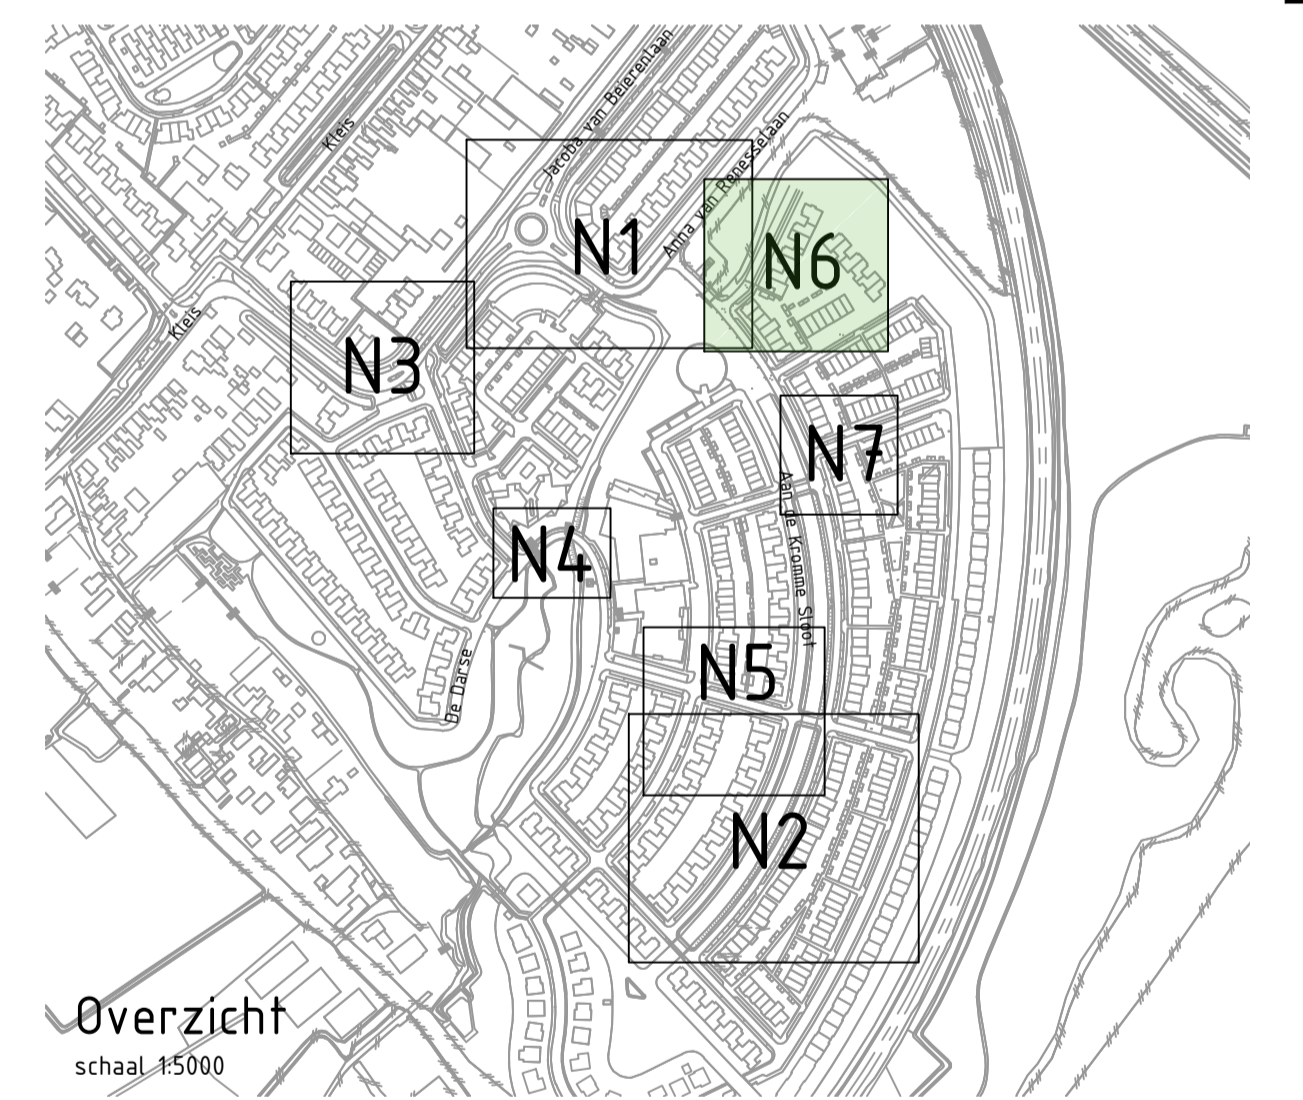 Jacoba van Beierenlaan
Kleis
Anna van Renesselaan
N1
N6
Kleis
N3
N7
Aan de Kromme Sloot
N4
De Darse
N5
N2
Overzicht
schaal 1:5000